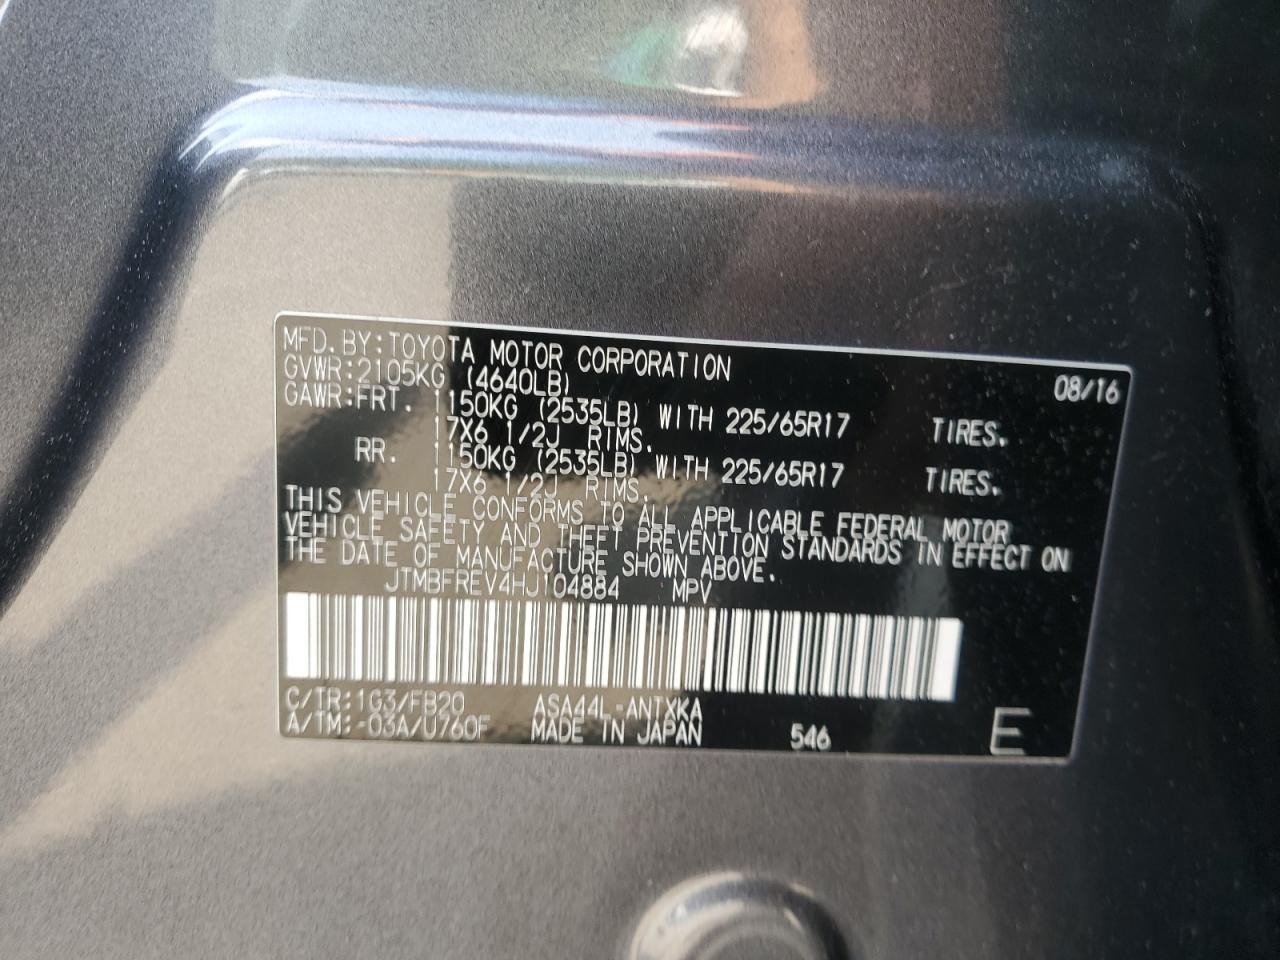 MFD. BY: TOYOTA MOTOR CORPORATION 08/16
GVWR: 2105KG (4640LB)
GAWR: FRT. 1150KG (2535LB) WITH 225/65R17 TIRES.
17X6 1/2J RIMS.
RR. 1150KG (2535LB) WITH 225/65R17 TIRES.
17X6 1/2J RIMS.
THIS VEHICLE CONFORMS TO ALL APPLICABLE FEDERAL MOTOR
VEHICLE SAFETY AND THEFT PREVENTION STANDARDS IN EFFECT ON
THE DATE OF MANUFACTURE SHOWN ABOVE.
JTMBFREV4HJ104884 MPV
C/TR: 1G3/FB20 ASA44L-ANTXKA
A/TM: -03A/U760F MADE IN JAPAN 546 E